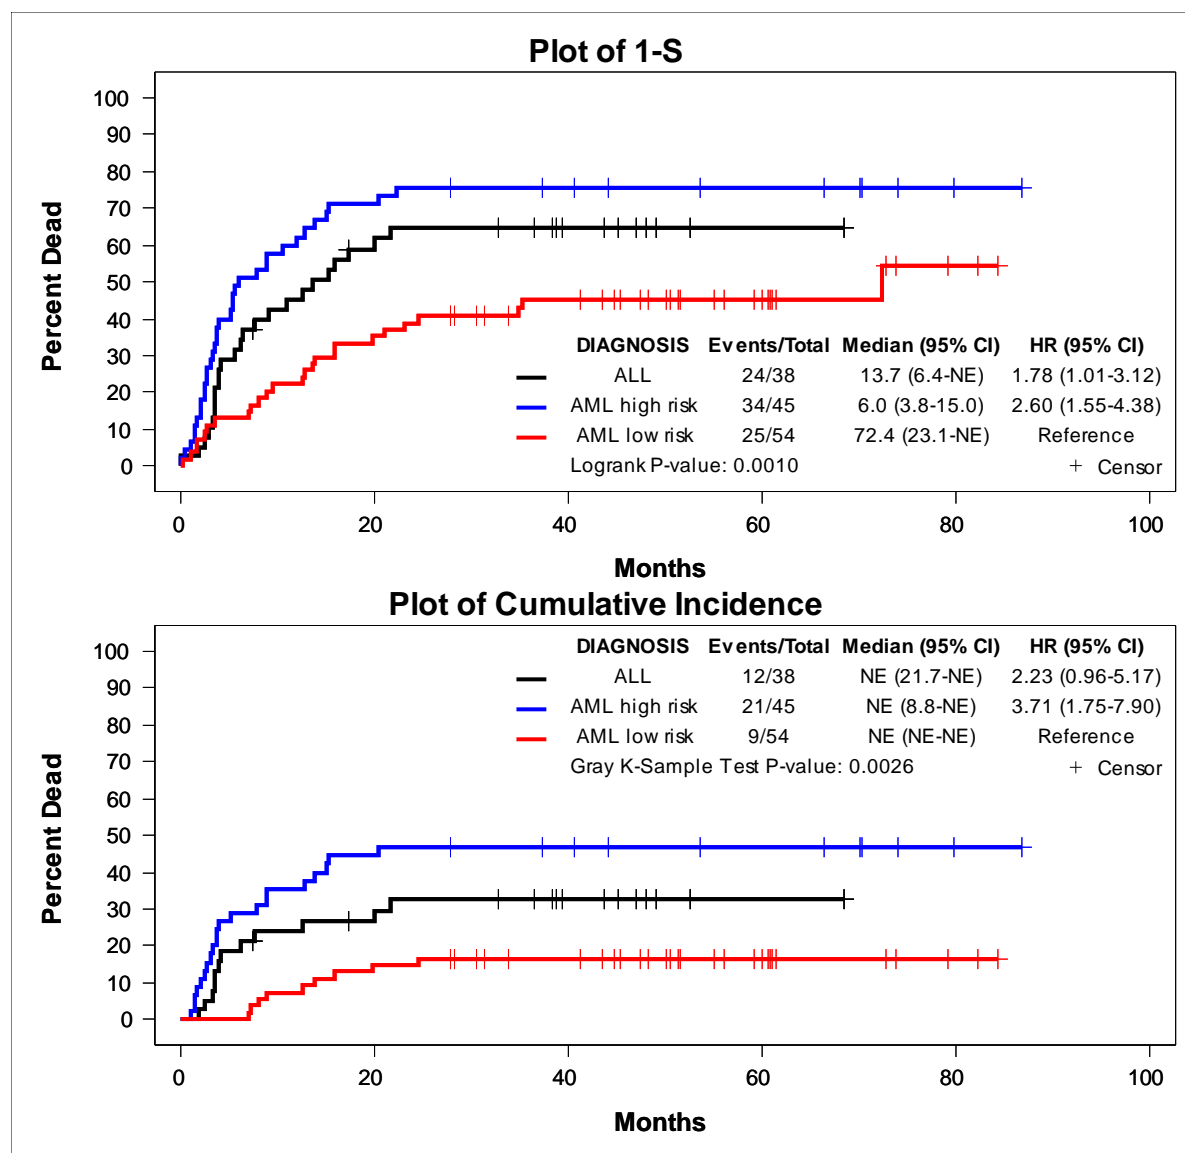 Plot of 1-S
Percent Dead
100
90
80
70
60
50
40
30
20
10
0
DIAGNOSIS Events/Total Median (95% CI) HR (95% CI)
ALL 24/38 13.7 (6.4-NE) 1.78 (1.01-3.12)
AML high risk 34/45 6.0 (3.8-15.0) 2.60 (1.55-4.38)
AML low risk 25/54 72.4 (23.1-NE) Reference
Logrank P-value: 0.0010 + Censor
0 20 40 60 80 100
Months
Plot of Cumulative Incidence
Percent Dead
100
90
80
70
60
50
40
30
20
10
0
DIAGNOSIS Events/Total Median (95% CI) HR (95% CI)
ALL 12/38 NE (21.7-NE) 2.23 (0.96-5.17)
AML high risk 21/45 NE (8.8-NE) 3.71 (1.75-7.90)
AML low risk 9/54 NE (NE-NE) Reference
Gray K-Sample Test P-value: 0.0026 + Censor
0 20 40 60 80 100
Months